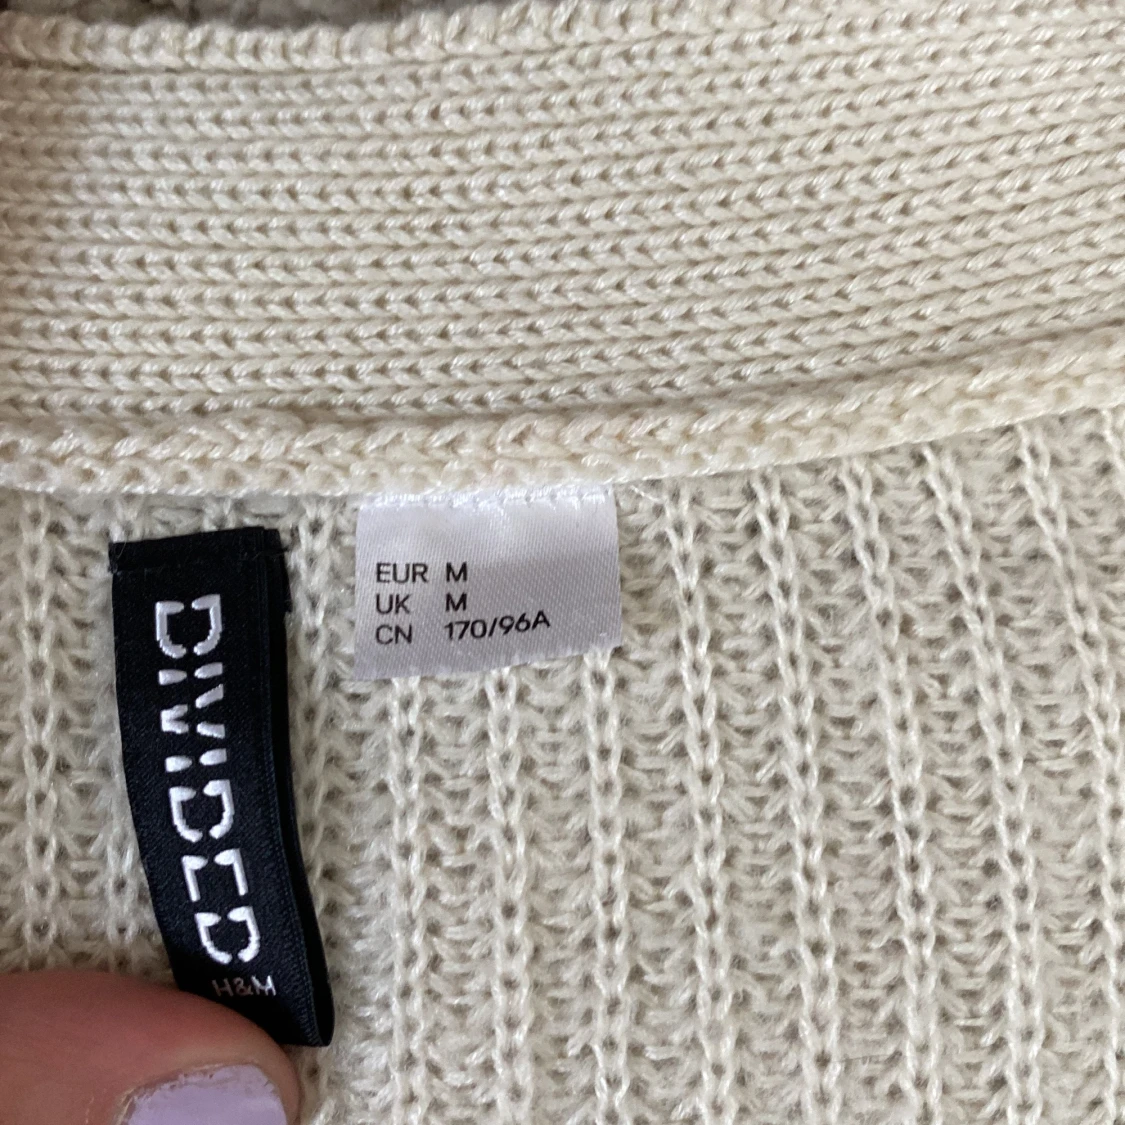 DIVIDED
H&M
EUR M
UK M
CN 170/96A